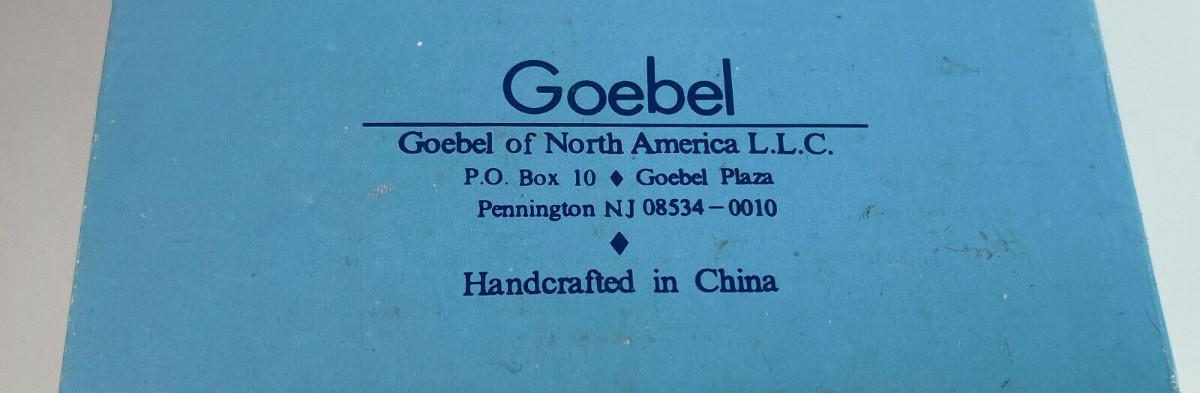 Goebel
Goebel of North America L.L.C.
P.O. Box 10 ♦ Goebel Plaza
Pennington NJ 08534-0010
♦
Handcrafted in China